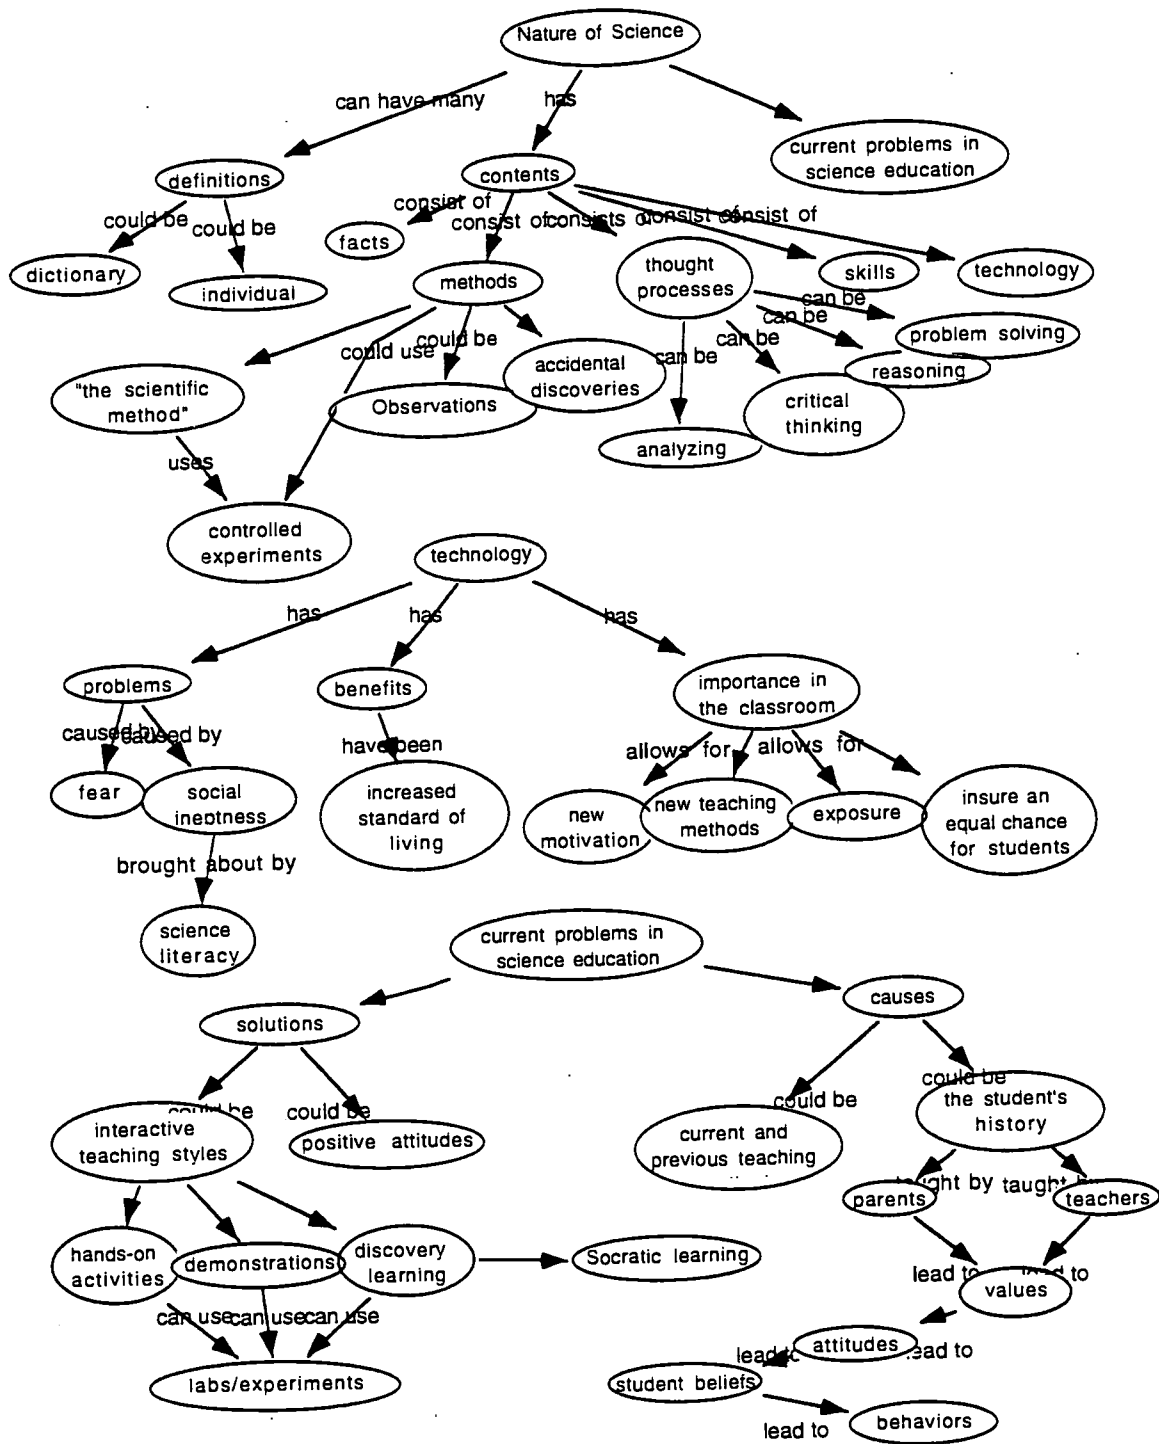 Nature of Science
can have many
has
current problems in
science education
definitions
contents
could be
could be
consist of
consist of
consists of
consist of
consist of
dictionary
individual
facts
methods
thought
processes
skills
technology
could use
could be
can be
can be
can be
can be
"the scientific
method"
Observations
accidental
discoveries
analyzing
critical
thinking
reasoning
problem solving
uses
controlled
experiments
technology
has
has
has
problems
benefits
importance in
the classroom
caused by
caused by
have been
allows for
allows for
fear
social
ineptness
increased
standard of
living
new
motivation
new teaching
methods
exposure
insure an
equal chance
for students
brought about by
science
literacy
current problems in
science education
solutions
causes
could be
could be
could be
could be
interactive
teaching styles
positive attitudes
current and
previous teaching
the student's
history
taught by
taught by
parents
teachers
hands-on
activities
demonstrations
discovery
learning
Socratic learning
lead to
lead to
values
can use
can use
can use
labs/experiments
attitudes
lead to
lead to
student beliefs
lead to
behaviors